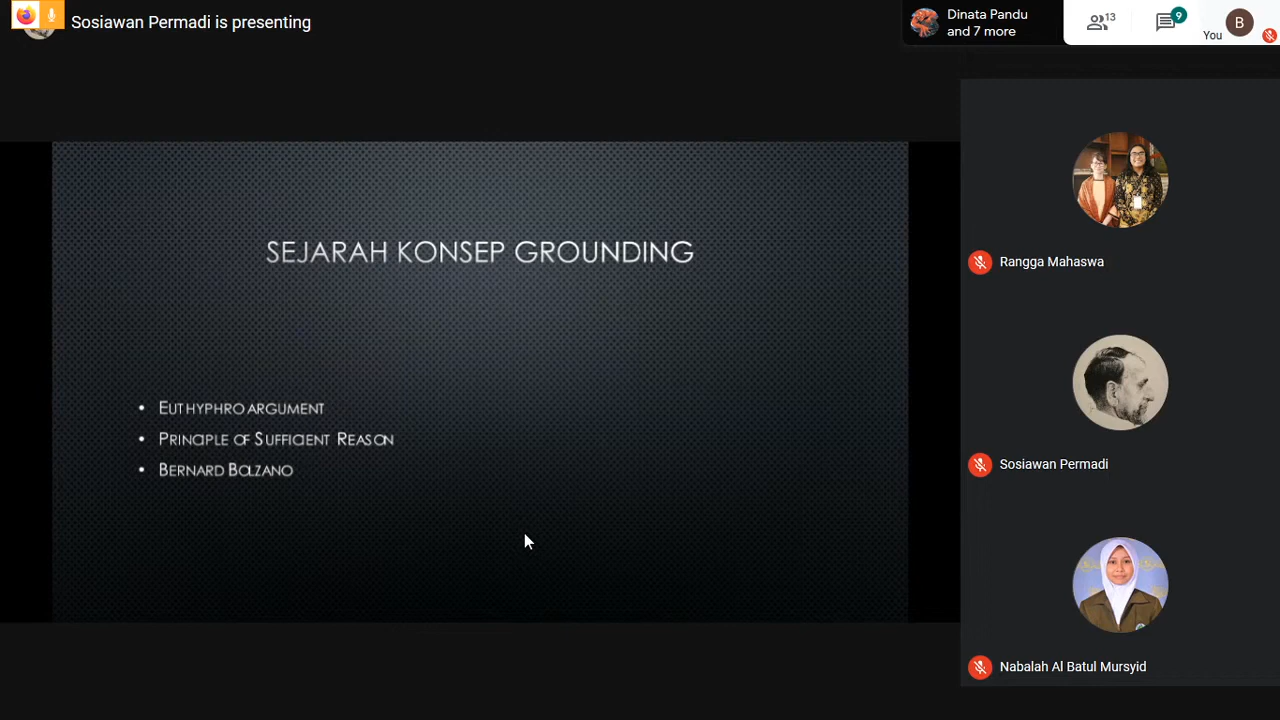 Sosiawan Permadi is presenting
Dinata Pandu
and 7 more
13
9
You
B
SEJARAH KONSEP GROUNDING
• EUTHYPHRO ARGUMENT
• PRINCIPLE OF SUFFICIENT REASON
• BERNARD BOLZANO
Rangga Mahaswa
Sosiawan Permadi
Nabalah Al Batul Mursyid